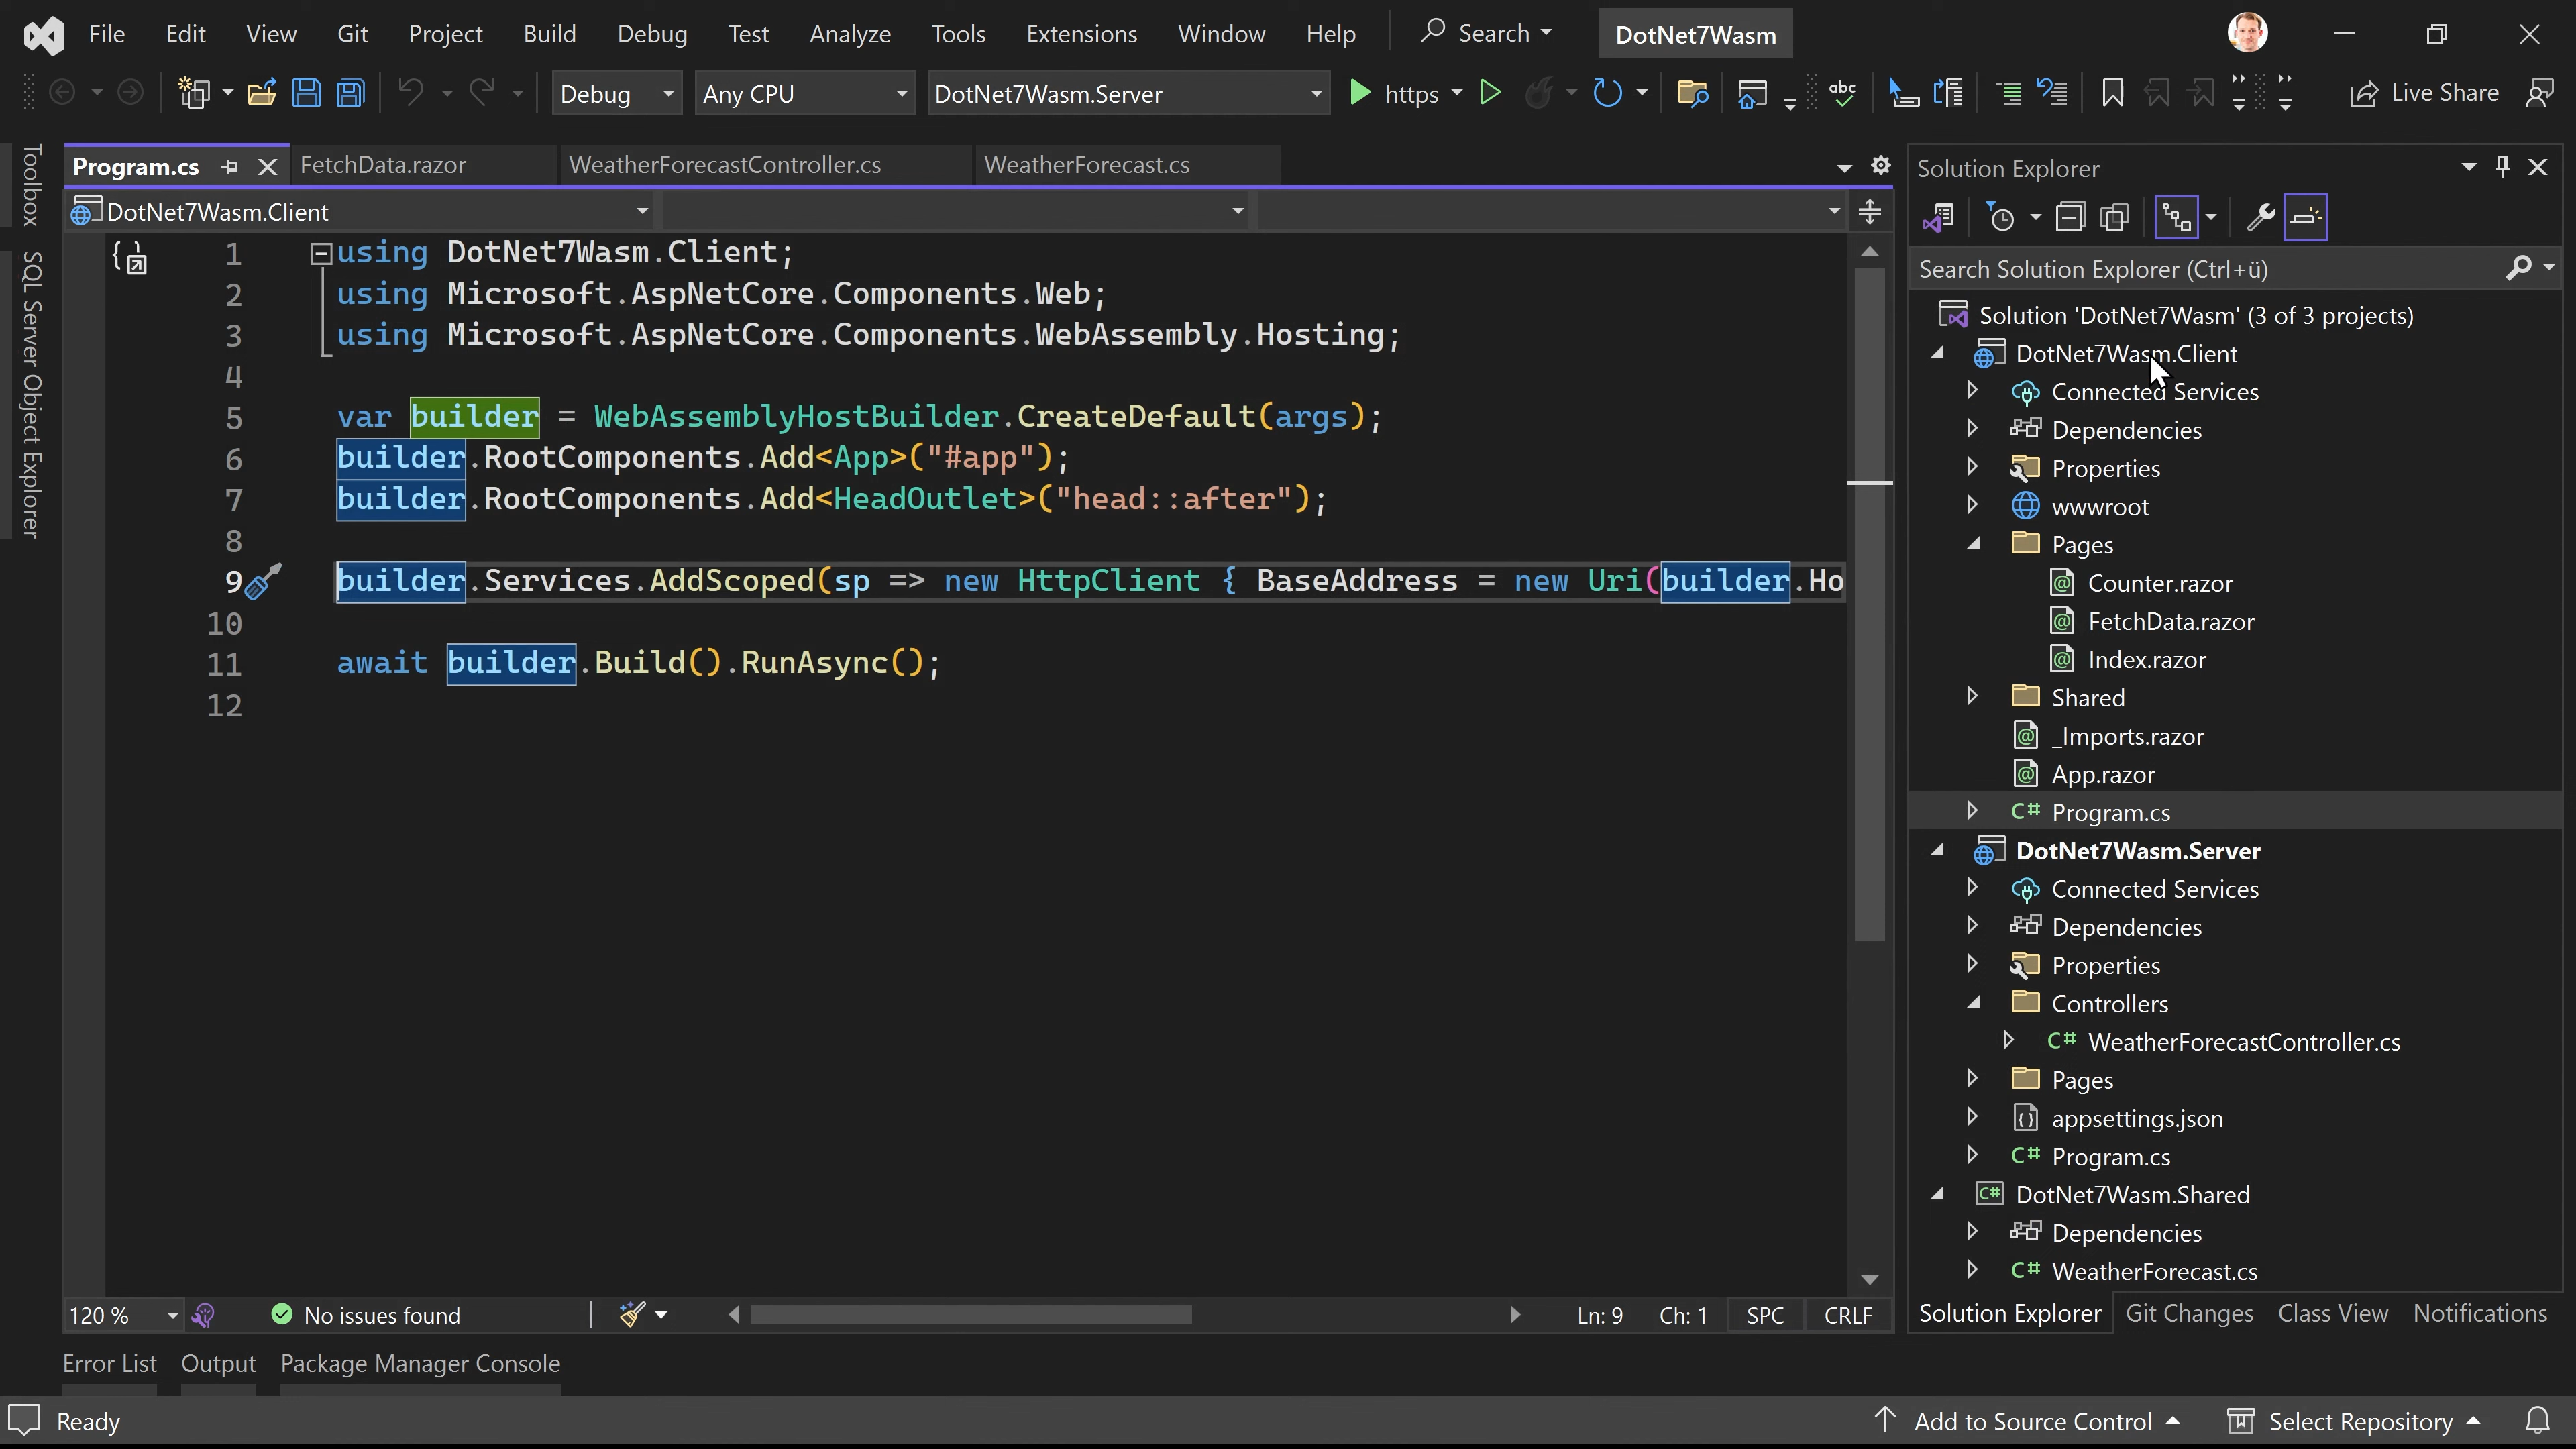 File Edit View Git Project Build Debug Test Analyze Tools Extensions Window Help Search DotNet7Wasm
Debug Any CPU DotNet7Wasm.Server https abc Live Share
Toolbox
SQL Server Object Explorer
Program.cs FetchData.razor WeatherForecastController.cs WeatherForecast.cs
DotNet7Wasm.Client
1 using DotNet7Wasm.Client;
2 using Microsoft.AspNetCore.Components.Web;
3 using Microsoft.AspNetCore.Components.WebAssembly.Hosting;
4
5 var builder = WebAssemblyHostBuilder.CreateDefault(args);
6 builder.RootComponents.Add<App>("#app");
7 builder.RootComponents.Add<HeadOutlet>("head::after");
8
9 builder.Services.AddScoped(sp => new HttpClient { BaseAddress = new Uri(builder.Ho
10
11 await builder.Build().RunAsync();
12
120 % No issues found Ln: 9 Ch: 1 SPC CRLF
Solution Explorer
Search Solution Explorer (Ctrl+ü)
Solution 'DotNet7Wasm' (3 of 3 projects)
DotNet7Wasm.Client
Connected Services
Dependencies
Properties
wwwroot
Pages
Counter.razor
FetchData.razor
Index.razor
Shared
_Imports.razor
App.razor
C# Program.cs
DotNet7Wasm.Server
Connected Services
Dependencies
Properties
Controllers
C# WeatherForecastController.cs
Pages
appsettings.json
C# Program.cs
C# DotNet7Wasm.Shared
Dependencies
C# WeatherForecast.cs
Solution Explorer Git Changes Class View Notifications
Error List Output Package Manager Console
Ready Add to Source Control Select Repository